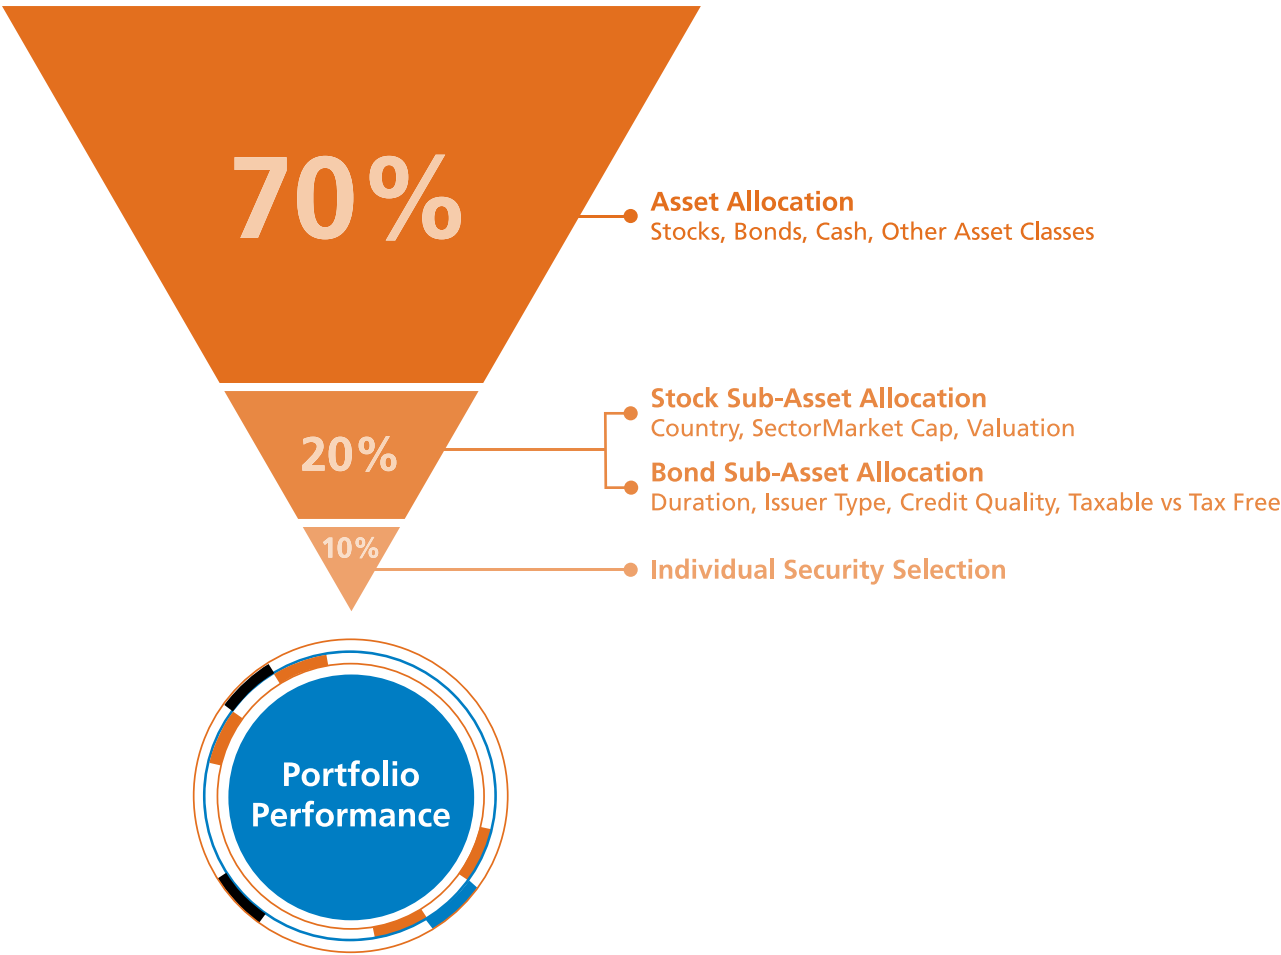 70%
Asset Allocation
Stocks, Bonds, Cash, Other Asset Classes
20%
Stock Sub-Asset Allocation
Country, SectorMarket Cap, Valuation
Bond Sub-Asset Allocation
Duration, Issuer Type, Credit Quality, Taxable vs Tax Free
10%
Individual Security Selection
Portfolio
Performance